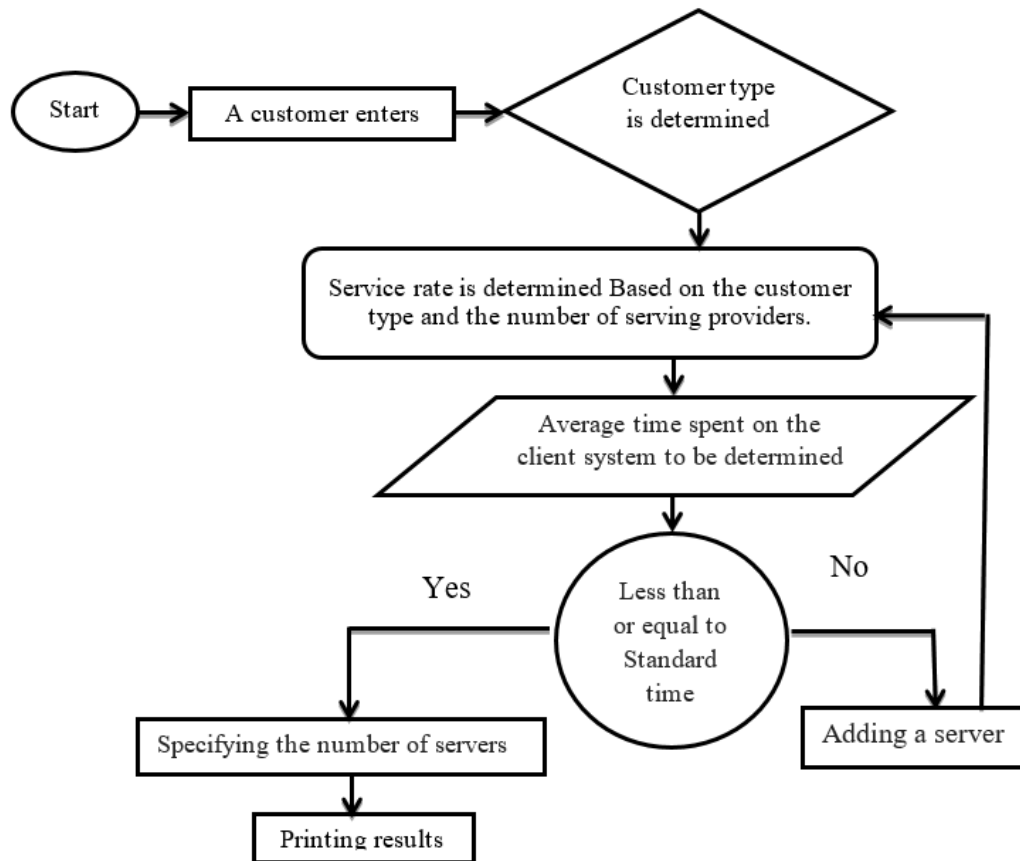 Start
A customer enters
Customer type
is determined
Service rate is determined Based on the customer
type and the number of serving providers.
Average time spent on the
client system to be determined
Less than
or equal to
Standard
time
Yes
No
Specifying the number of servers
Adding a server
Printing results